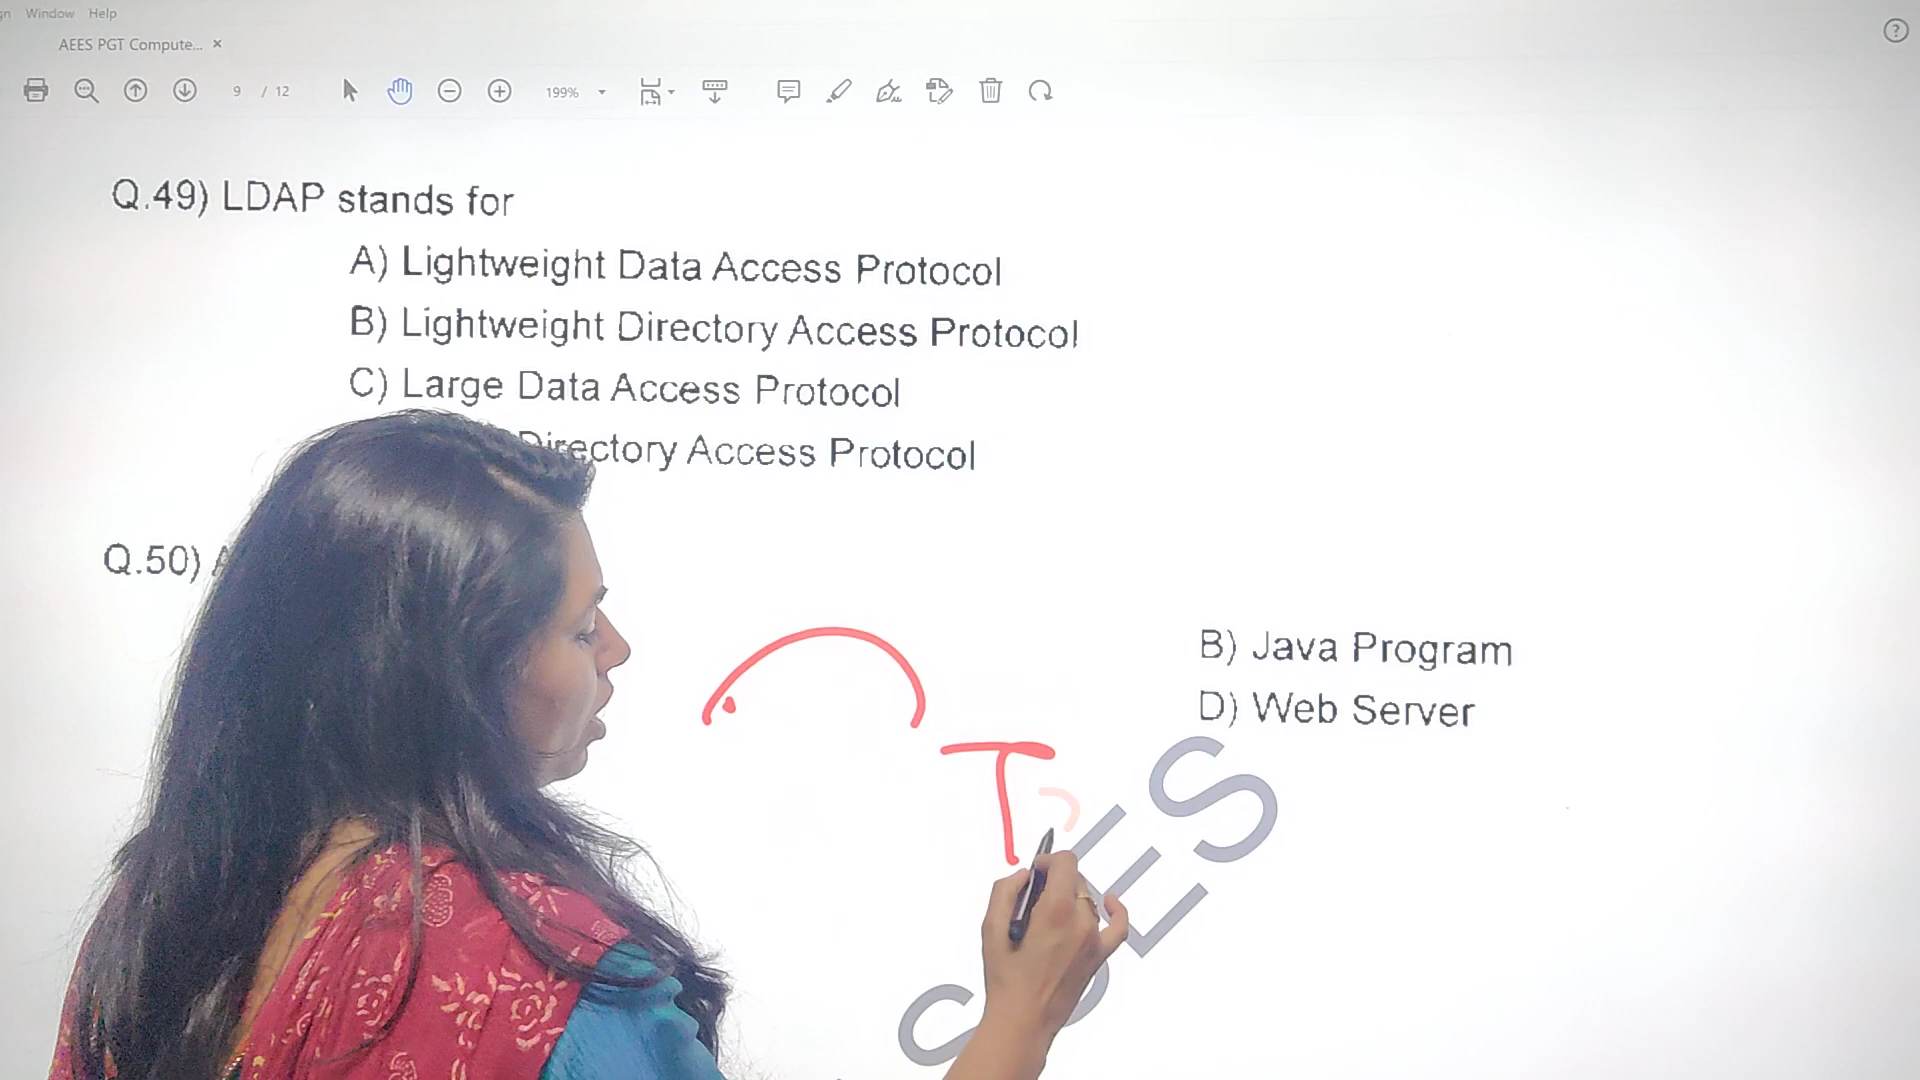 Window Help
AEES PGT Compute...
9 / 12
199%
Q.49) LDAP stands for
A) Lightweight Data Access Protocol
B) Lightweight Directory Access Protocol
C) Large Data Access Protocol
Directory Access Protocol
Q.50)
B) Java Program
D) Web Server
T